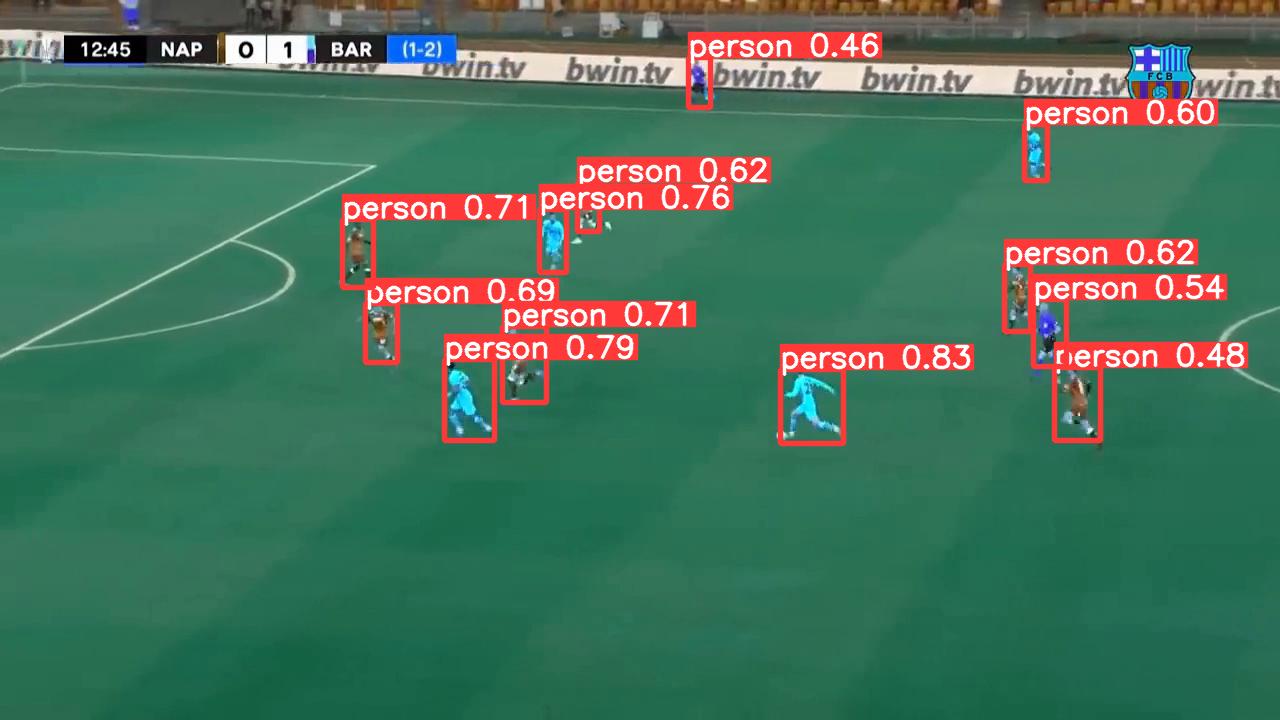 12:45 NAP 0 1 BAR (1-2)
bwin.tv bwin.tv bwin.tv bwin.tv bwin.tv
FCB
person 0.46
person 0.60
person 0.62
person 0.76
person 0.71
person 0.62
person 0.54
person 0.69
person 0.71
person 0.79
person 0.83
person 0.48